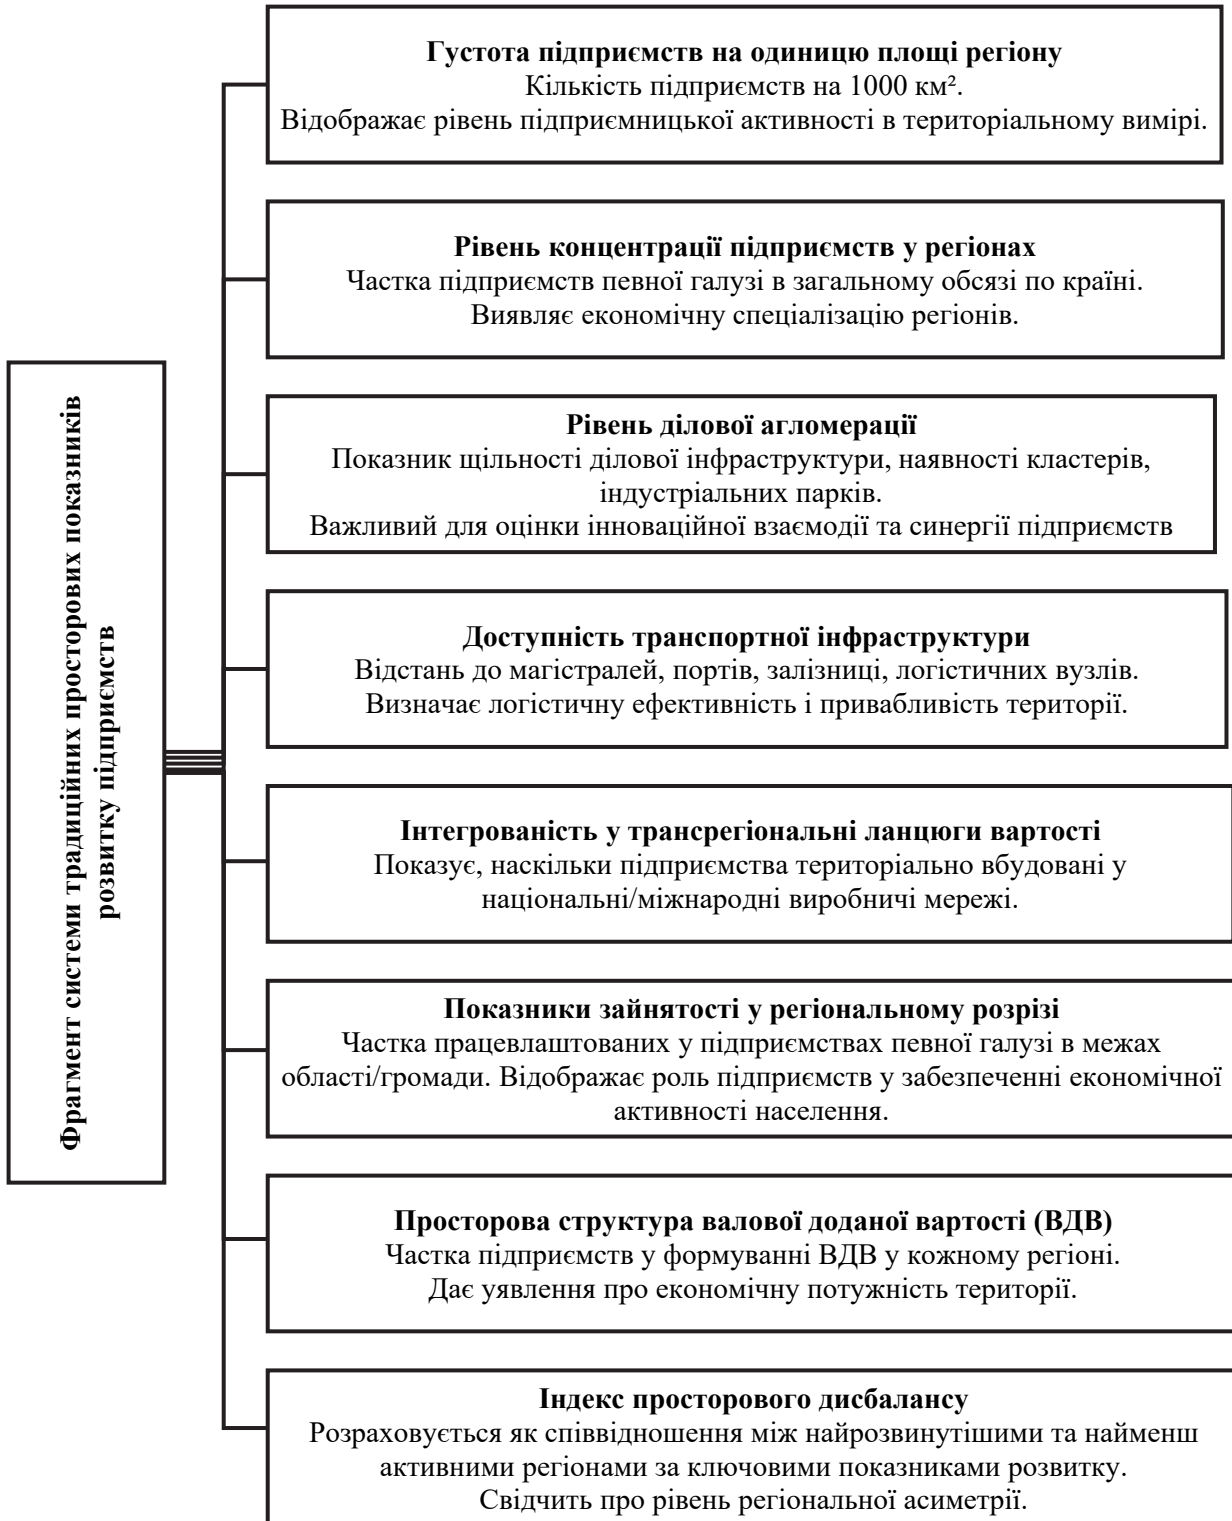 Густота підприємств на одиницю площі регіону
Кількість підприємств на 1000 км².
Відображає рівень підприємницької активності в територіальному вимірі.
Рівень концентрації підприємств у регіонах
Частка підприємств певної галузі в загальному обсязі по країні.
Виявляє економічну спеціалізацію регіонів.
Фрагмент системи традиційних просторових показників
розвитку підприємств
Рівень ділової агломерації
Показник щільності ділової інфраструктури, наявності кластерів,
індустріальних парків.
Важливий для оцінки інноваційної взаємодії та синергії підприємств
Доступність транспортної інфраструктури
Відстань до магістралей, портів, залізниці, логістичних вузлів.
Визначає логістичну ефективність і привабливість території.
Інтегрованість у трансрегіональні ланцюги вартості
Показує, наскільки підприємства територіально вбудовані у
національні/міжнародні виробничі мережі.
Показники зайнятості у регіональному розрізі
Частка працевлаштованих у підприємствах певної галузі в межах
області/громади. Відображає роль підприємств у забезпеченні економічної
активності населення.
Просторова структура валової доданої вартості (ВДВ)
Частка підприємств у формуванні ВДВ у кожному регіоні.
Дає уявлення про економічну потужність території.
Індекс просторового дисбалансу
Розраховується як співвідношення між найрозвинутішими та найменш
активними регіонами за ключовими показниками розвитку.
Свідчить про рівень регіональної асиметрії.